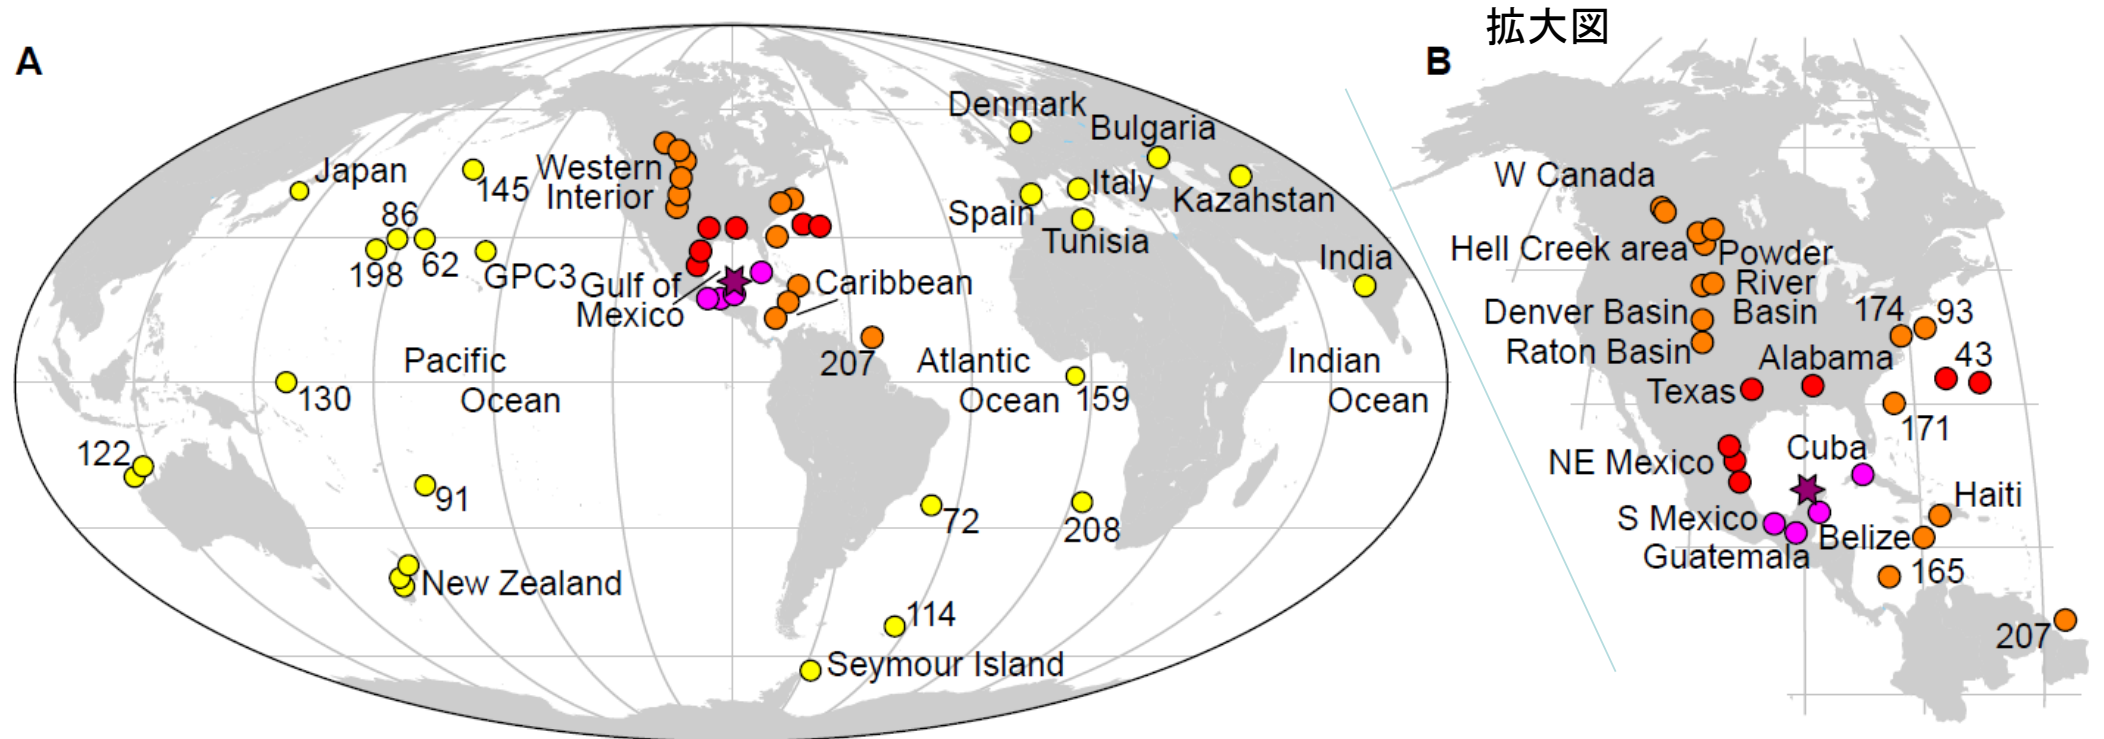 A
Denmark
Bulgaria
Japan
145
Western
Interior
Italy
Kazahstan
Spain
Tunisia
86
198
62
GPC3
Gulf of
Mexico
Caribbean
India
207
Pacific
Ocean
Atlantic
Ocean
159
Indian
Ocean
130
122
91
72
208
New Zealand
114
Seymour Island
拡大図
B
W Canada
Hell Creek area
Powder
River
Basin
Denver Basin
Raton Basin
174
93
43
Alabama
Texas
171
NE Mexico
Cuba
Haiti
S Mexico
Belize
Guatemala
165
207